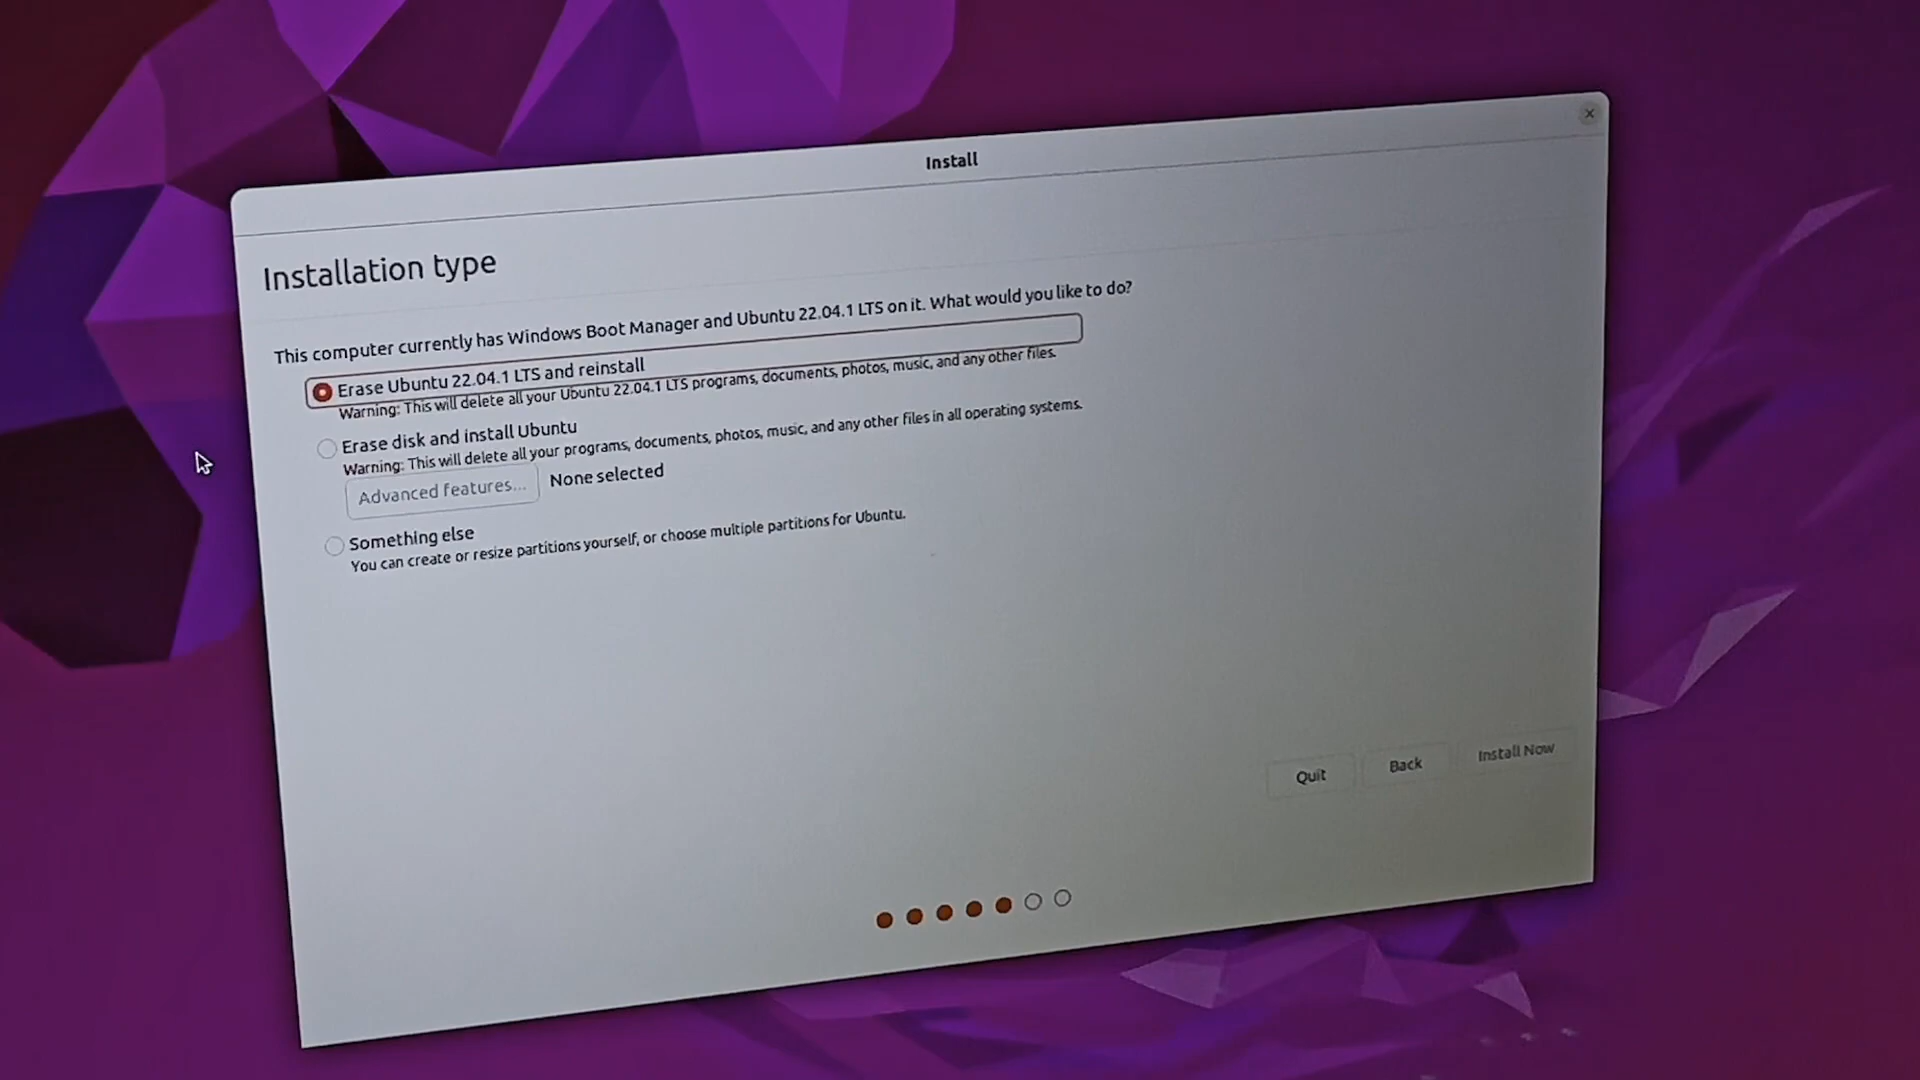 Install
Installation type
This computer currently has Windows Boot Manager and Ubuntu 22.04.1 LTS on it. What would you like to do?
Erase Ubuntu 22.04.1 LTS and reinstall
Warning: This will delete all your Ubuntu 22.04.1 LTS programs, documents, photos, music, and any other files.
Erase disk and install Ubuntu
Warning: This will delete all your programs, documents, photos, music, and any other files in all operating systems.
Advanced features... None selected
Something else
You can create or resize partitions yourself, or choose multiple partitions for Ubuntu.
Quit Back Install Now